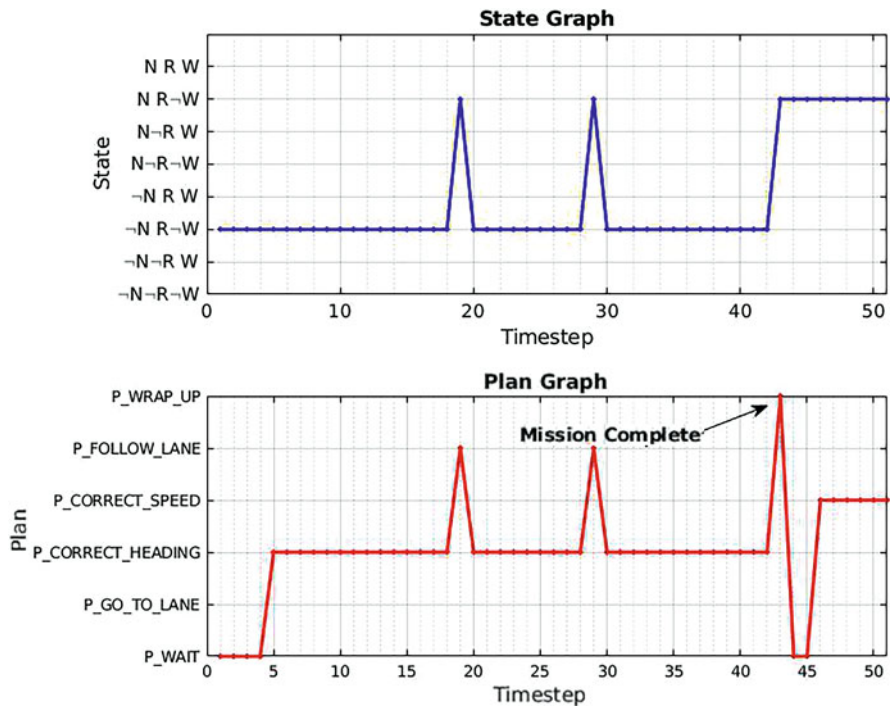 State Graph
State
N R W
N R¬W
N¬R W
N¬R¬W
¬N R W
¬N R¬W
¬N¬R W
¬N¬R¬W
0 10 20 30 40 50
Timestep
Plan Graph
Plan
P_WRAP_UP
P_FOLLOW_LANE
P_CORRECT_SPEED
P_CORRECT_HEADING
P_GO_TO_LANE
P_WAIT
Mission Complete
0 5 10 15 20 25 30 35 40 45 50
Timestep